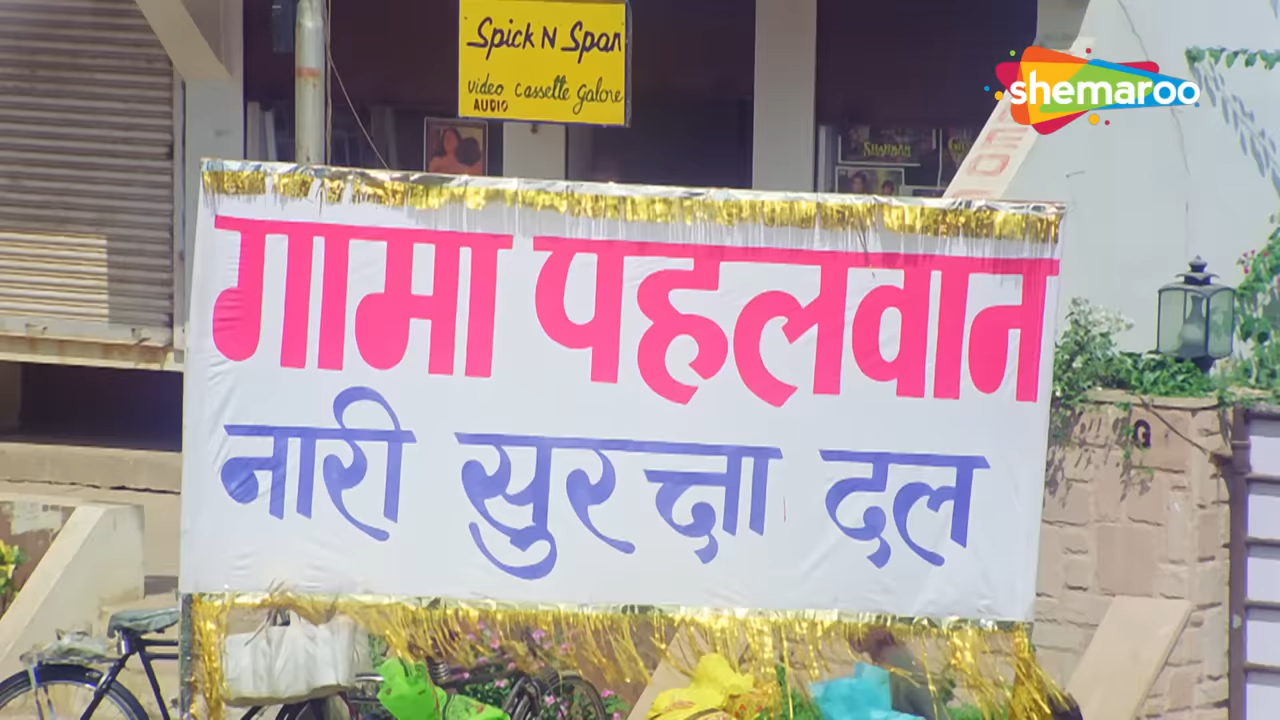 Spick N Span
video cassette Galore
AUDIO
shemaroo
गामा पहलवान
नारी सुरक्षा दल